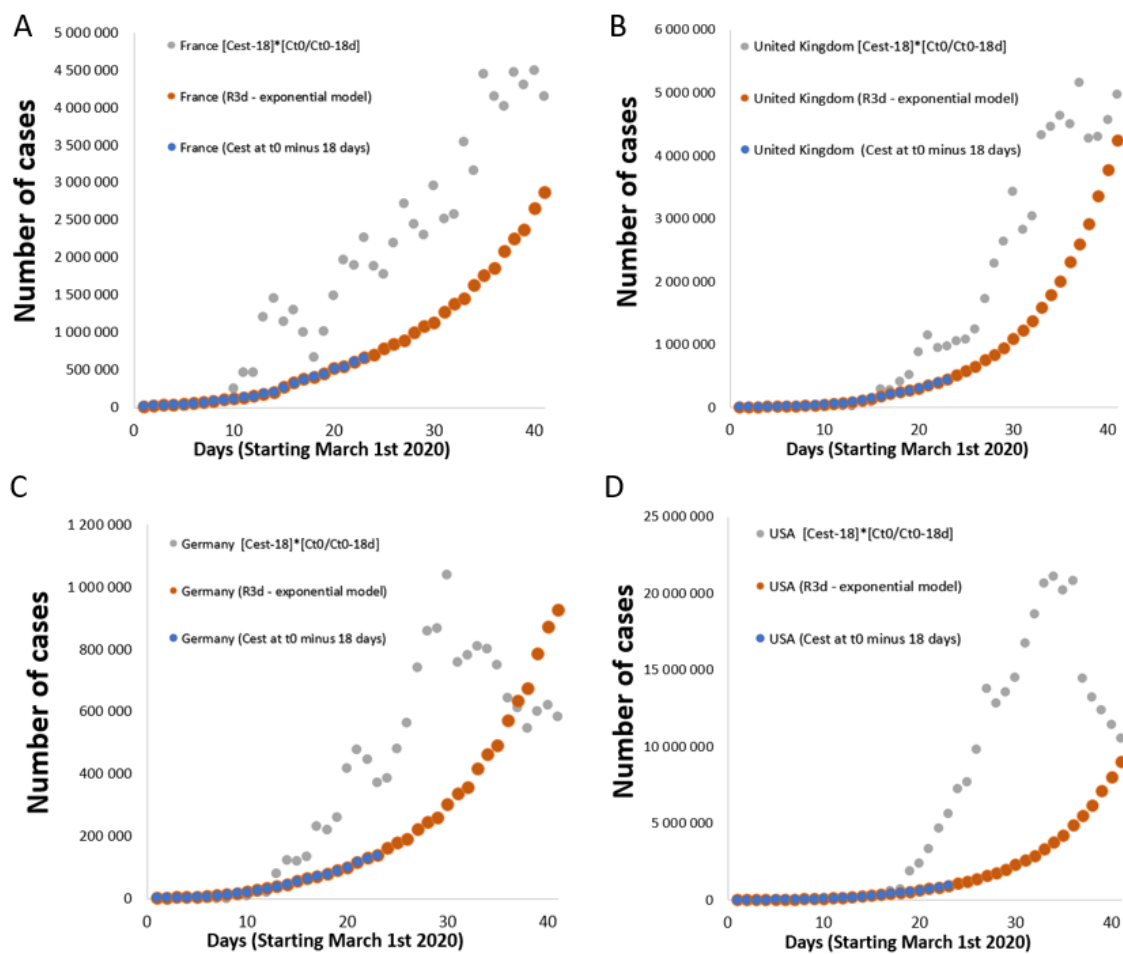 A
5 000 000
4 500 000
4 000 000
3 500 000
3 000 000
2 500 000
2 000 000
1 500 000
1 000 000
500 000
0
Number of cases
France [Cest-18]*[Ct0/Ct0-18d]
France (R3d - exponential model)
France (Cest at t0 minus 18 days)
0 10 20 30 40
Days (Starting March 1st 2020)
B
6 000 000
5 000 000
4 000 000
3 000 000
2 000 000
1 000 000
0
Number of cases
United Kingdom [Cest-18]*[Ct0/Ct0-18d]
United Kingdom (R3d - exponential model)
United Kingdom (Cest at t0 minus 18 days)
0 10 20 30 40
Days (Starting March 1st 2020)
C
1 200 000
1 000 000
800 000
600 000
400 000
200 000
0
Number of cases
Germany [Cest-18]*[Ct0/Ct0-18d]
Germany (R3d - exponential model)
Germany (Cest at t0 minus 18 days)
0 10 20 30 40
Days (Starting March 1st 2020)
D
25 000 000
20 000 000
15 000 000
10 000 000
5 000 000
0
Number of cases
USA [Cest-18]*[Ct0/Ct0-18d]
USA (R3d - exponential model)
USA (Cest at t0 minus 18 days)
0 10 20 30 40
Days (Starting March 1st 2020)